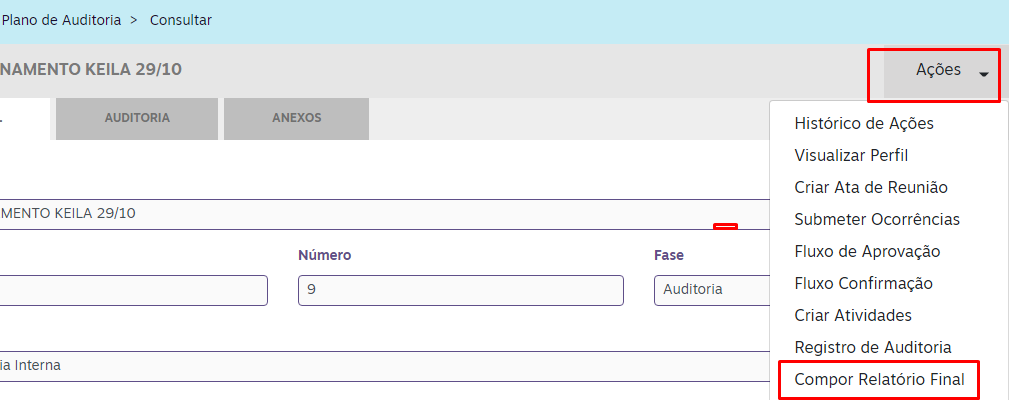 Plano de Auditoria > Consultar
NAMENTO KEILA 29/10
Ações
AUDITORIA
ANEXOS
Histórico de Ações
Visualizar Perfil
Criar Ata de Reunião
Submeter Ocorrências
Fluxo de Aprovação
Fluxo Confirmação
Criar Atividades
Registro de Auditoria
Compor Relatório Final
MENTO KEILA 29/10
Número
Fase
9
Auditoria
ia Interna